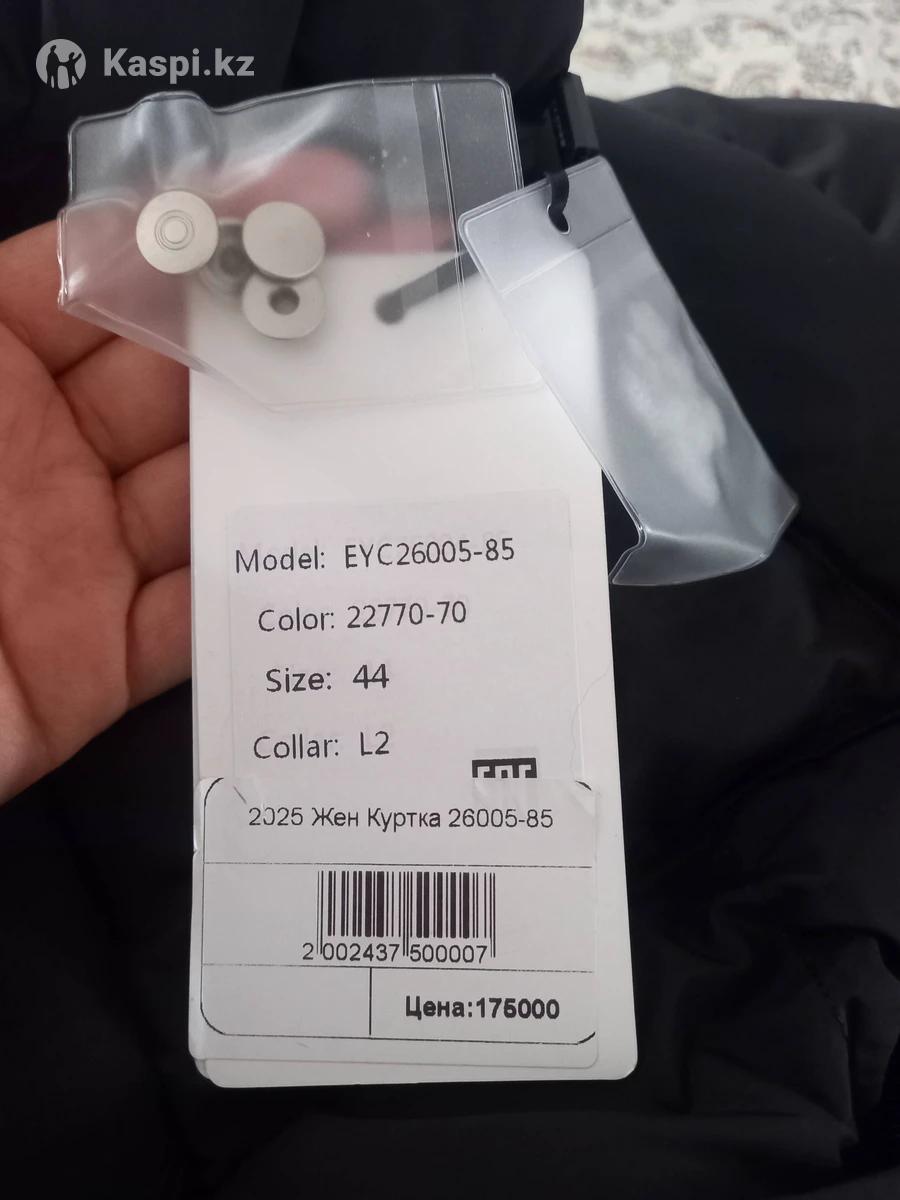 Kaspi.kz
Model: EYC26005-85
Color: 22770-70
Size: 44
Collar: L2
2025 Жен Куртка 26005-85
2 002437 500007
Цена:175000